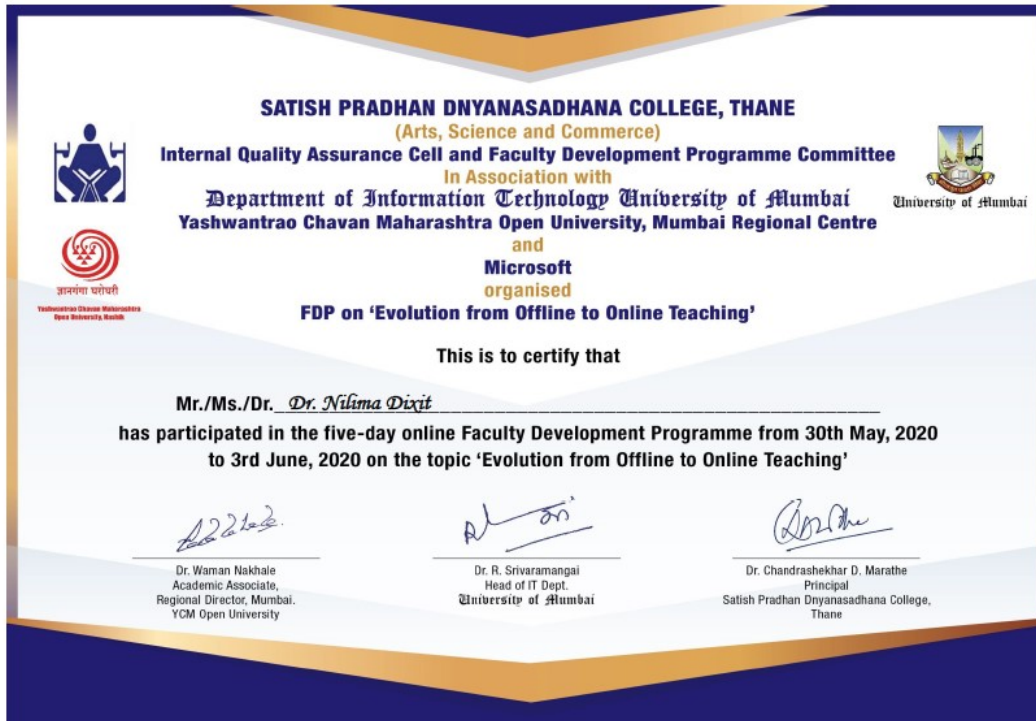 SATISH PRADHAN DNYANASADHANA COLLEGE, THANE
(Arts, Science and Commerce)
Internal Quality Assurance Cell and Faculty Development Programme Committee
In Association with
Department of Information Technology University of Mumbai
Yashwantrao Chavan Maharashtra Open University, Mumbai Regional Centre
and
Microsoft
organised
FDP on ‘Evolution from Offline to Online Teaching’
University of Mumbai
ज्ञानगंगा घरोघरी
Yashwantrao Chavan Maharashtra
Open University, Nashik
This is to certify that
Mr./Ms./Dr. Dr. Nilima Dixit
has participated in the five-day online Faculty Development Programme from 30th May, 2020
to 3rd June, 2020 on the topic ‘Evolution from Offline to Online Teaching’
Dr. Waman Nakhale
Academic Associate,
Regional Director, Mumbai.
YCM Open University
Dr. R. Srivaramangai
Head of IT Dept.
University of Mumbai
Dr. Chandrashekhar D. Marathe
Principal
Satish Pradhan Dnyanasadhana College,
Thane